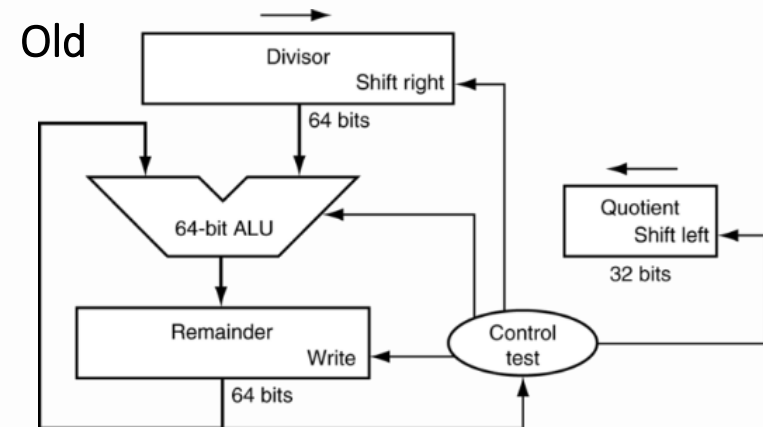 Old
Divisor
Shift right
64 bits
64-bit ALU
Quotient
Shift left
32 bits
Remainder
Write
Control
test
64 bits